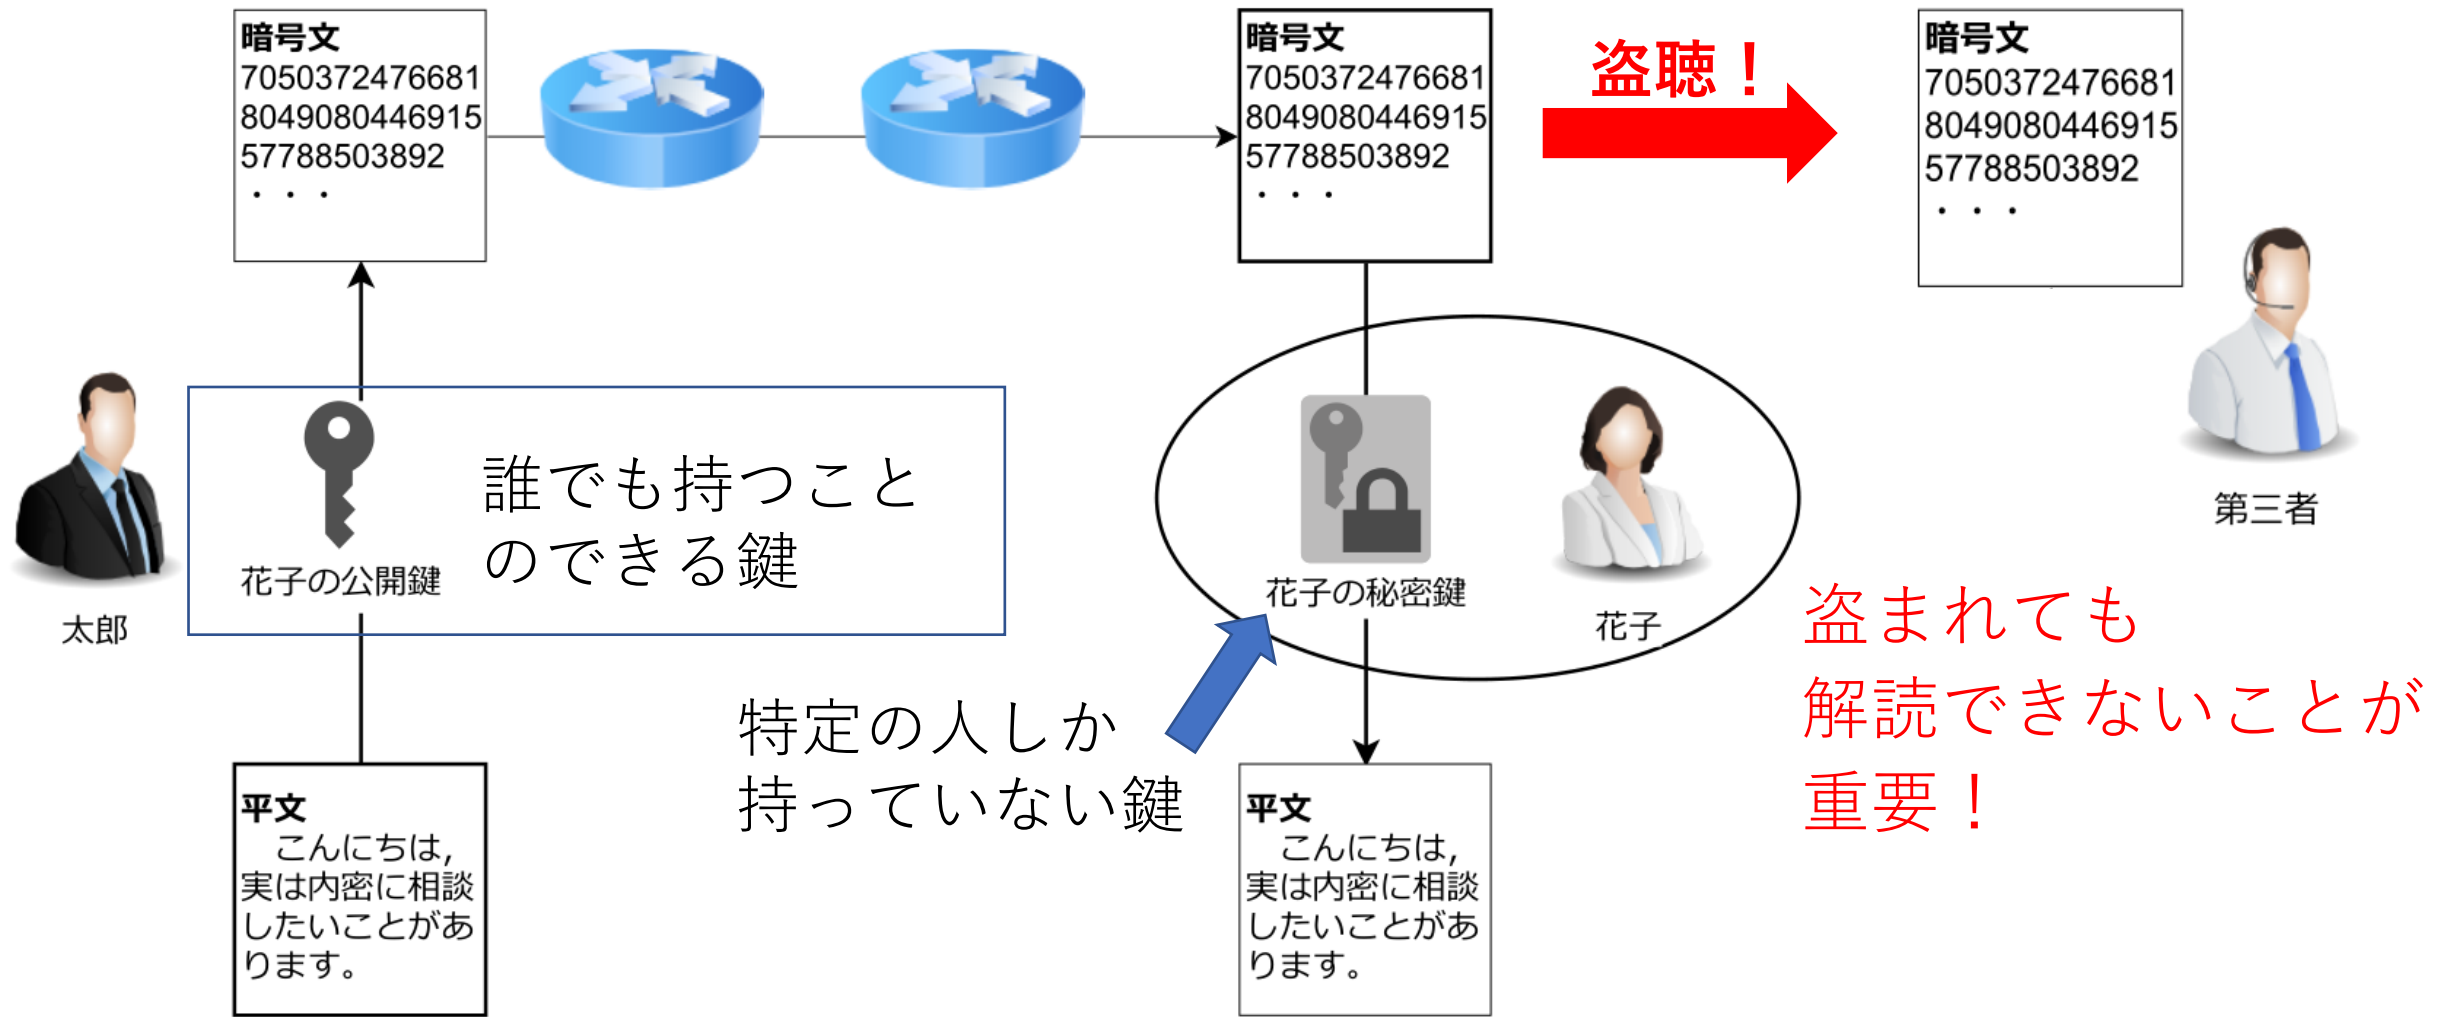 暗号文
7050372476681
8049080446915
57788503892
・・・
暗号文
7050372476681
8049080446915
57788503892
・・・
盗聴！
暗号文
7050372476681
8049080446915
57788503892
・・・
太郎
花子の公開鍵
誰でも持つこと
のできる鍵
花子の秘密鍵
花子
第三者
特定の人しか
持っていない鍵
盗まれても
解読できないことが
重要！
平文
　こんにちは，
実は内密に相談
したいことがあ
ります。
平文
　こんにちは，
実は内密に相談
したいことがあ
ります。